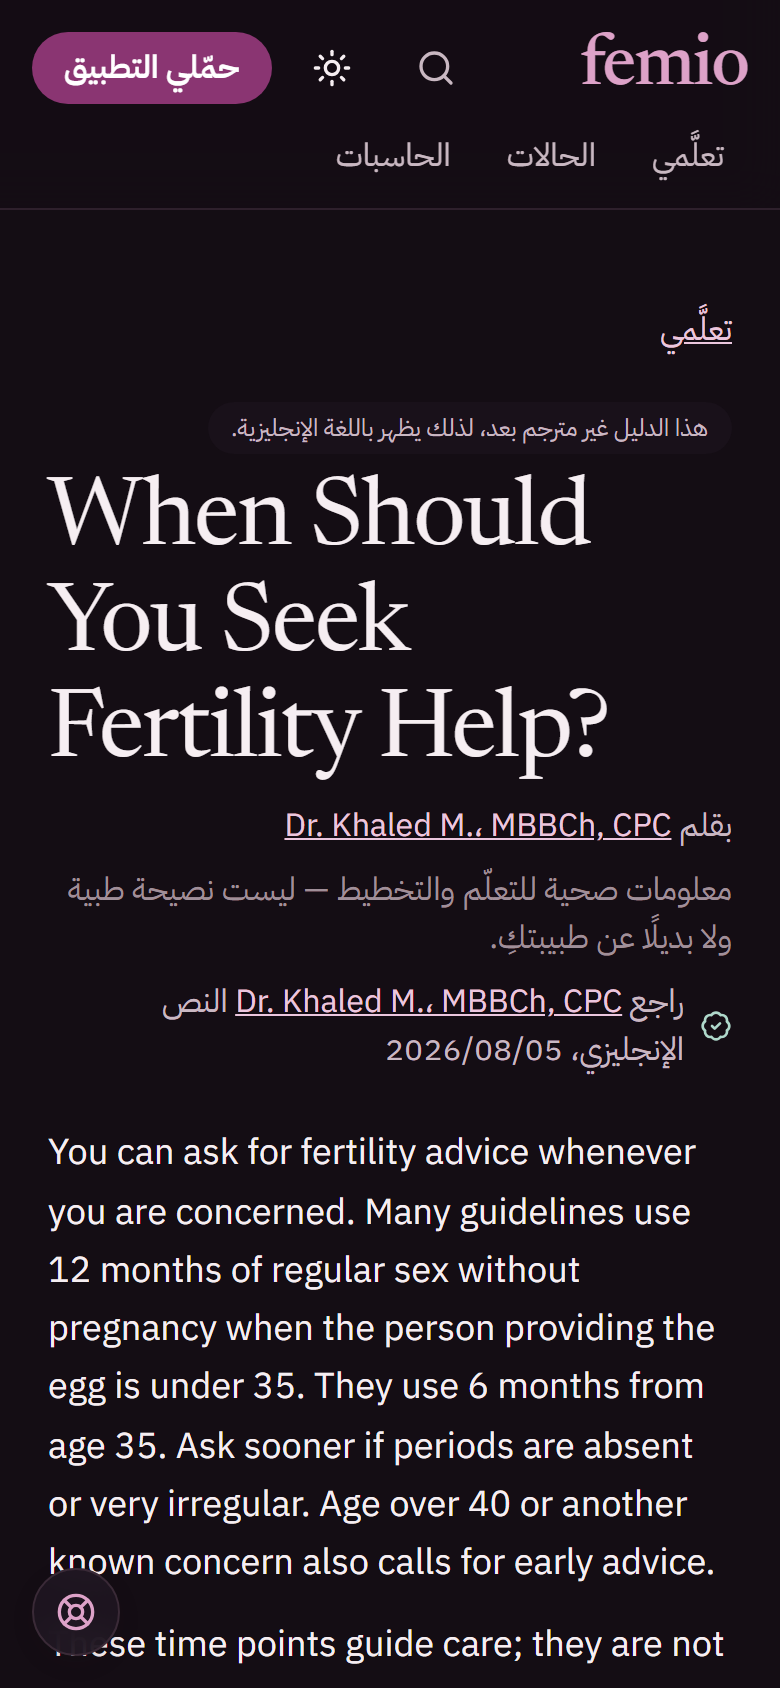 femio
حمّلي التطبيق
تعلَّمي
الحالات
الحاسبات
تعلَّمي
هذا الدليل غير مترجم بعد، لذلك يظهر باللغة الإنجليزية.
When Should
You Seek
Fertility Help?
بقلم Dr. Khaled M.، MBBCh, CPC
معلومات صحية للتعلّم والتخطيط — ليست نصيحة طبية
ولا بديلًا عن طبيبتكِ.
راجع Dr. Khaled M.، MBBCh, CPC النص
الإنجليزي، 2026/08/05
You can ask for fertility advice whenever
you are concerned. Many guidelines use
12 months of regular sex without
pregnancy when the person providing the
egg is under 35. They use 6 months from
age 35. Ask sooner if periods are absent
or very irregular. Age over 40 or another
known concern also calls for early advice.
These time points guide care; they are not